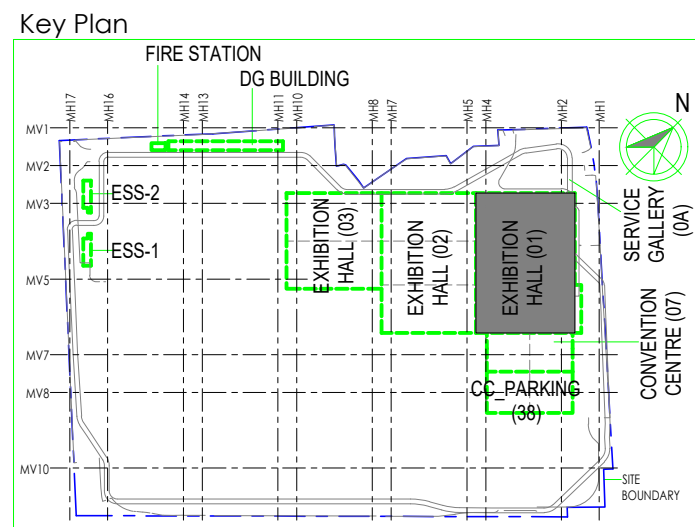 Key Plan
FIRE STATION
DG BUILDING
MH17
MH16
MH14
MH13
MH11
MH10
MH8
MH7
MH5
MH4
MH2
MH1
N
MV1
MV2
MV3
MV5
MV7
MV8
MV10
ESS-2
ESS-1
EXHIBITION
HALL (03)
EXHIBITION
HALL (02)
EXHIBITION
HALL (01)
SERVICE
GALLERY
(0A)
CONVENTION
CENTRE (07)
CC_PARKING
(38)
SITE
BOUNDARY